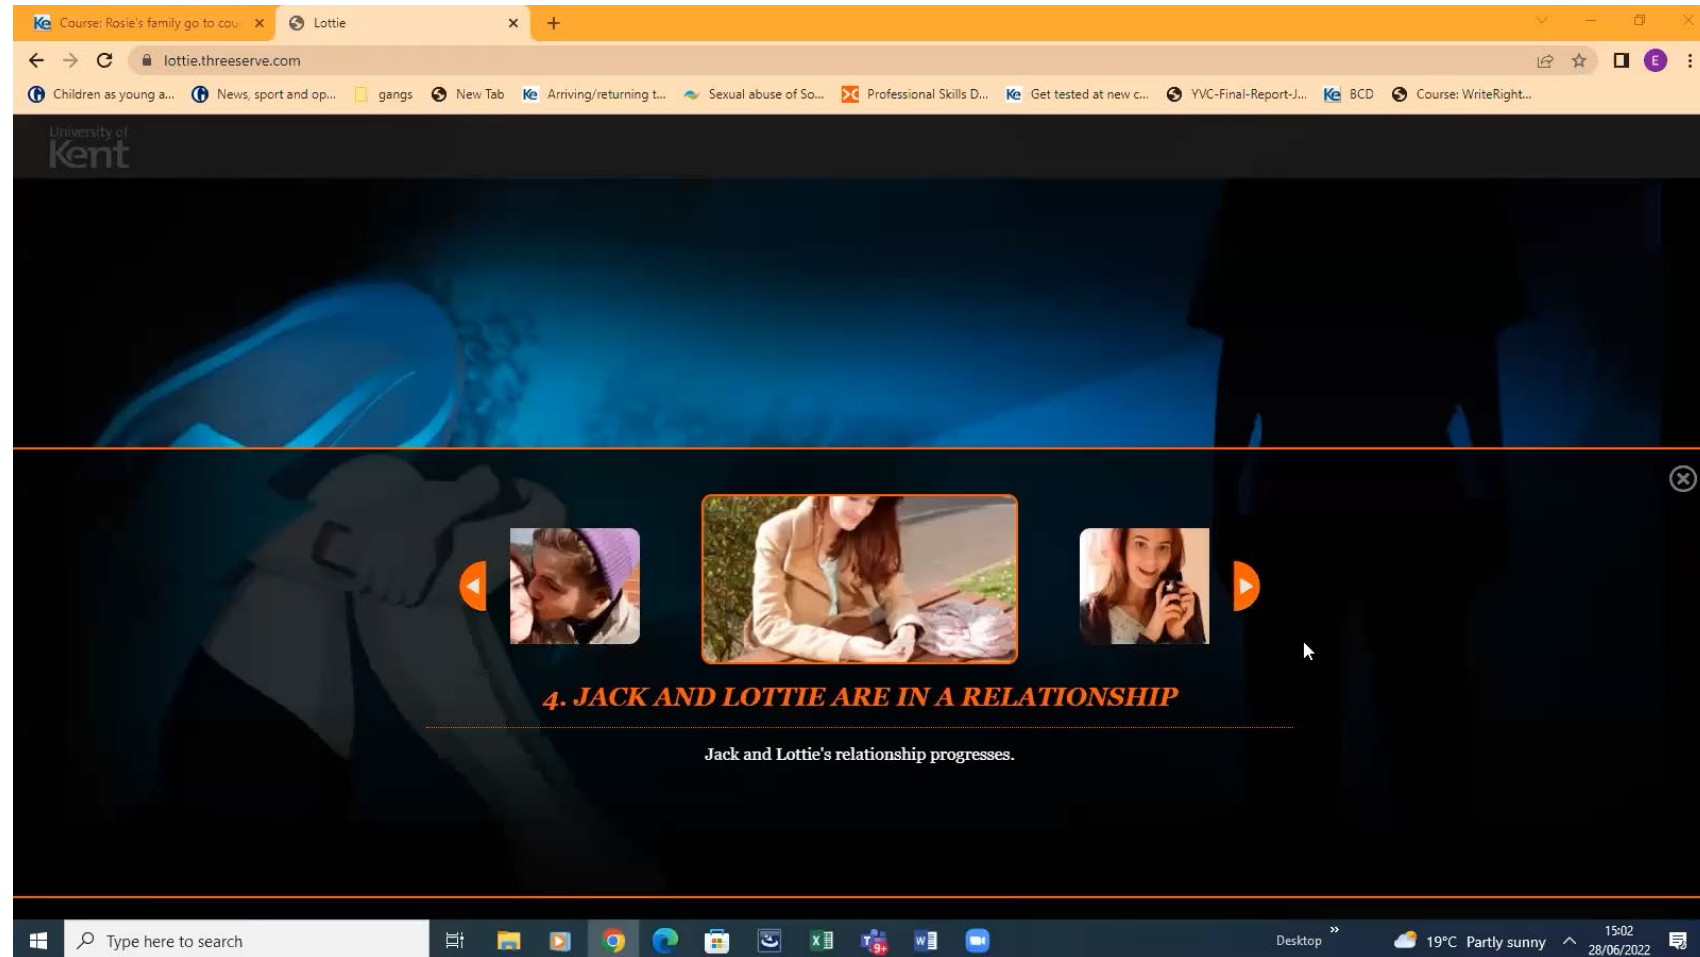 Course: Rosie's family go to cou
Lottie
lottie.threeserve.com
Children as young a...
News, sport and op...
gangs
New Tab
Arriving/returning t...
Sexual abuse of So...
Professional Skills D...
Get tested at new c...
YVC-Final-Report-J...
BCD
Course: WriteRight...
E
University of
Kent
4. JACK AND LOTTIE ARE IN A RELATIONSHIP
Jack and Lottie's relationship progresses.
Type here to search
9+
Desktop
19°C Partly sunny
15:02
28/06/2022